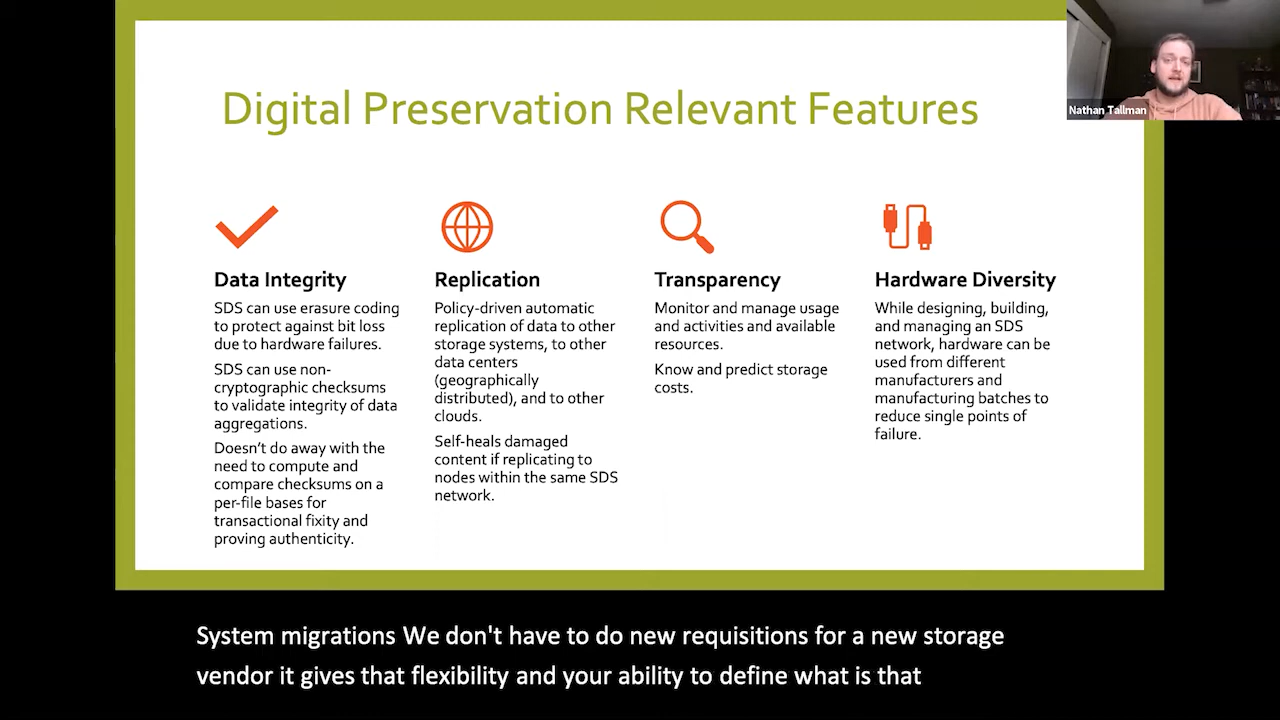 Digital Preservation Relevant Features
Nathan Tallman
Data Integrity
SDS can use erasure coding
to protect against bit loss
due to hardware failures.
SDS can use non-
cryptographic checksums
to validate integrity of data
aggregations.
Doesn't do away with the
need to compute and
compare checksums on a
per-file bases for
transactional fixity and
proving authenticity.
Replication
Policy-driven automatic
replication of data to other
storage systems, to other
data centers
(geographically
distributed), and to other
clouds.
Self-heals damaged
content if replicating to
nodes within the same SDS
network.
Transparency
Monitor and manage usage
and activities and available
resources.
Know and predict storage
costs.
Hardware Diversity
While designing, building,
and managing an SDS
network, hardware can be
used from different
manufacturers and
manufacturing batches to
reduce single points of
failure.
System migrations We don't have to do new requisitions for a new storage
vendor it gives that flexibility and your ability to define what is that